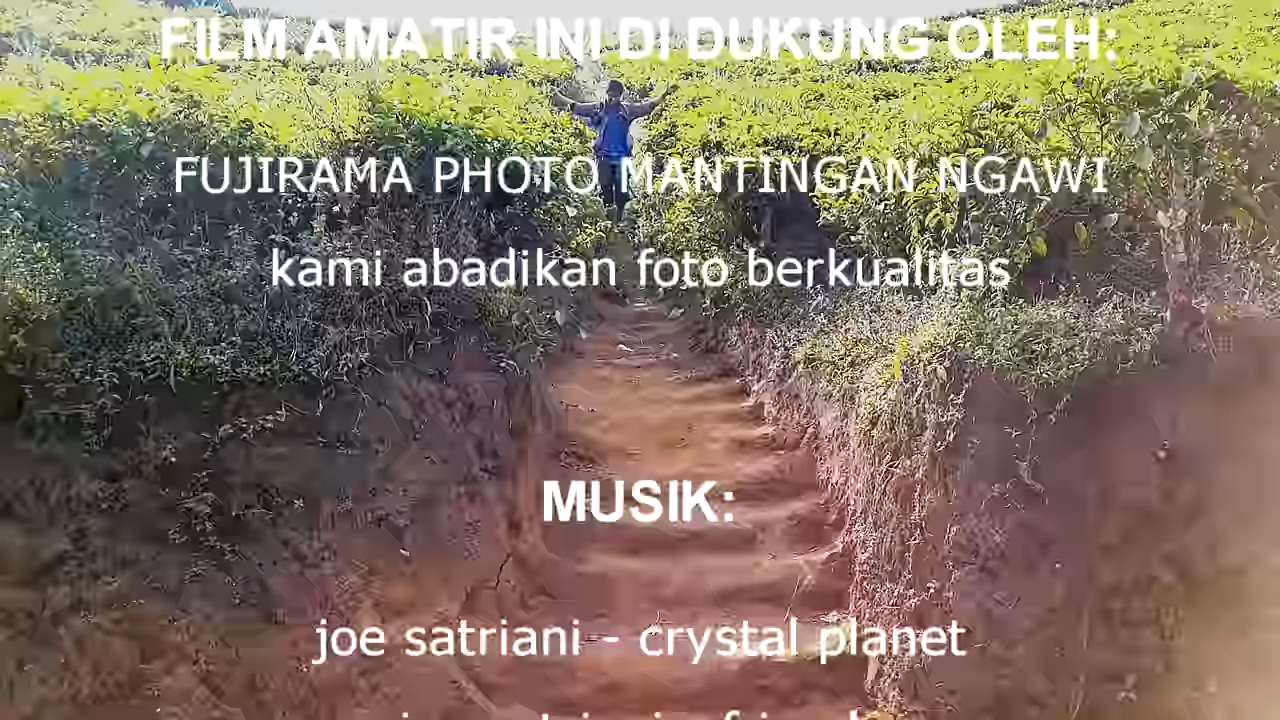 FILM AMATIR INI DI DUKUNG OLEH:
FUJIRAMA PHOTO MANTINGAN NGAWI
kami abadikan foto berkualitas
MUSIK:
joe satriani - crystal planet